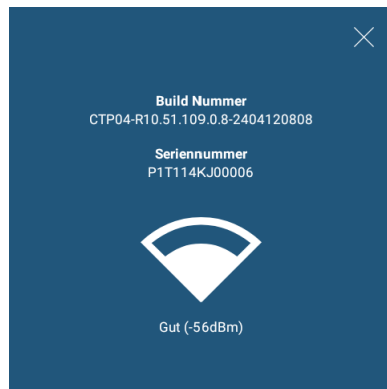 Build Nummer
CTP04-R10.51.109.0.8-2404120808
Seriennummer
P1T114KJ00006
Gut (-56dBm)